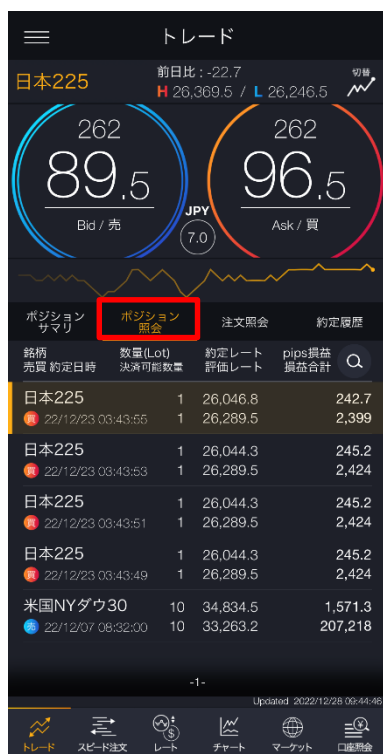 トレード
日本225
前日比 : -22.7
H 26,369.5 / L 26,246.5
切替
262
89.5
Bid / 売
262
96.5
Ask / 買
JPY
7.0
ポジション
サマリ
ポジション
照会
注文照会
約定履歴
銘柄 数量(Lot) 約定レート pips損益
売買 約定日時 決済可能数量 評価レート 損益合計
日本225 1 26,046.8 242.7
買 22/12/23 03:43:55 1 26,289.5 2,399
日本225 1 26,044.3 245.2
買 22/12/23 03:43:53 1 26,289.5 2,424
日本225 1 26,044.3 245.2
買 22/12/23 03:43:51 1 26,289.5 2,424
日本225 1 26,044.3 245.2
買 22/12/23 03:43:49 1 26,289.5 2,424
米国NYダウ30 10 34,834.5 1,571.3
売 22/12/07 08:32:00 10 33,263.2 207,218
-1-
Updated 2022/12/28 09:44:46
トレード スピード注文 レート チャート マーケット 口座照会